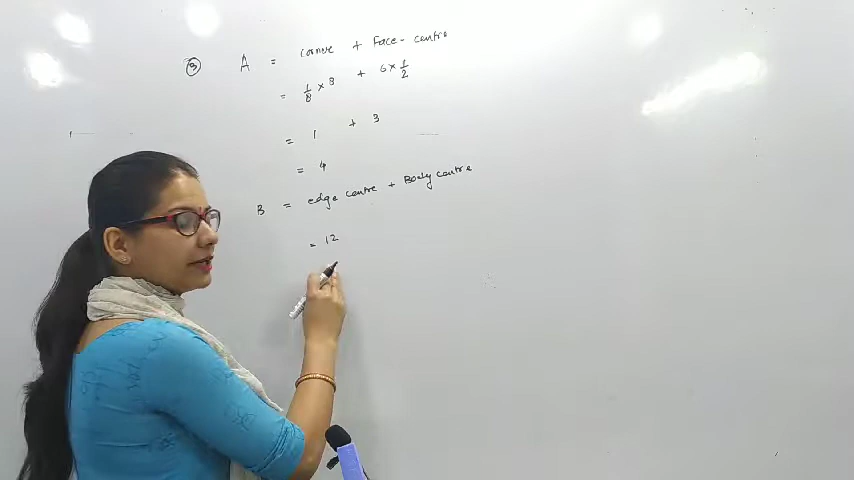 ③ A = corner + Face-centre
= 1/8 × 8 + 6 × 1/2
= 1 + 3
= 4
B = edge centre + Body centre
= 12